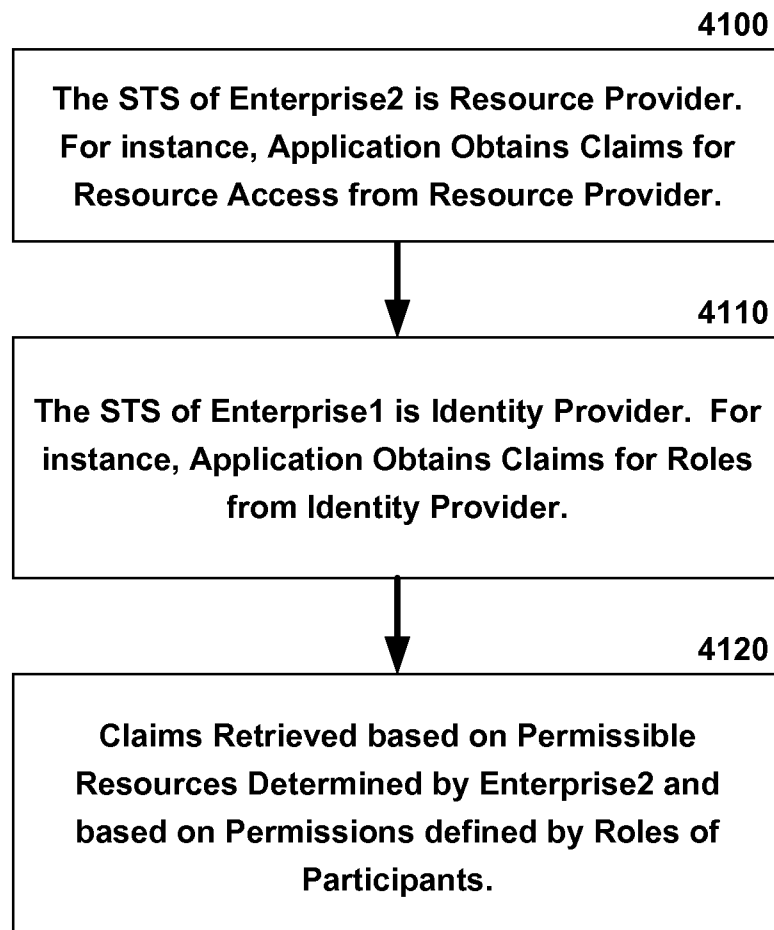 4100
The STS of Enterprise2 is Resource Provider.
For instance, Application Obtains Claims for
Resource Access from Resource Provider.
4110
The STS of Enterprise1 is Identity Provider.  For
instance, Application Obtains Claims for Roles
from Identity Provider.
4120
Claims Retrieved based on Permissible
Resources Determined by Enterprise2 and
based on Permissions defined by Roles of
Participants.